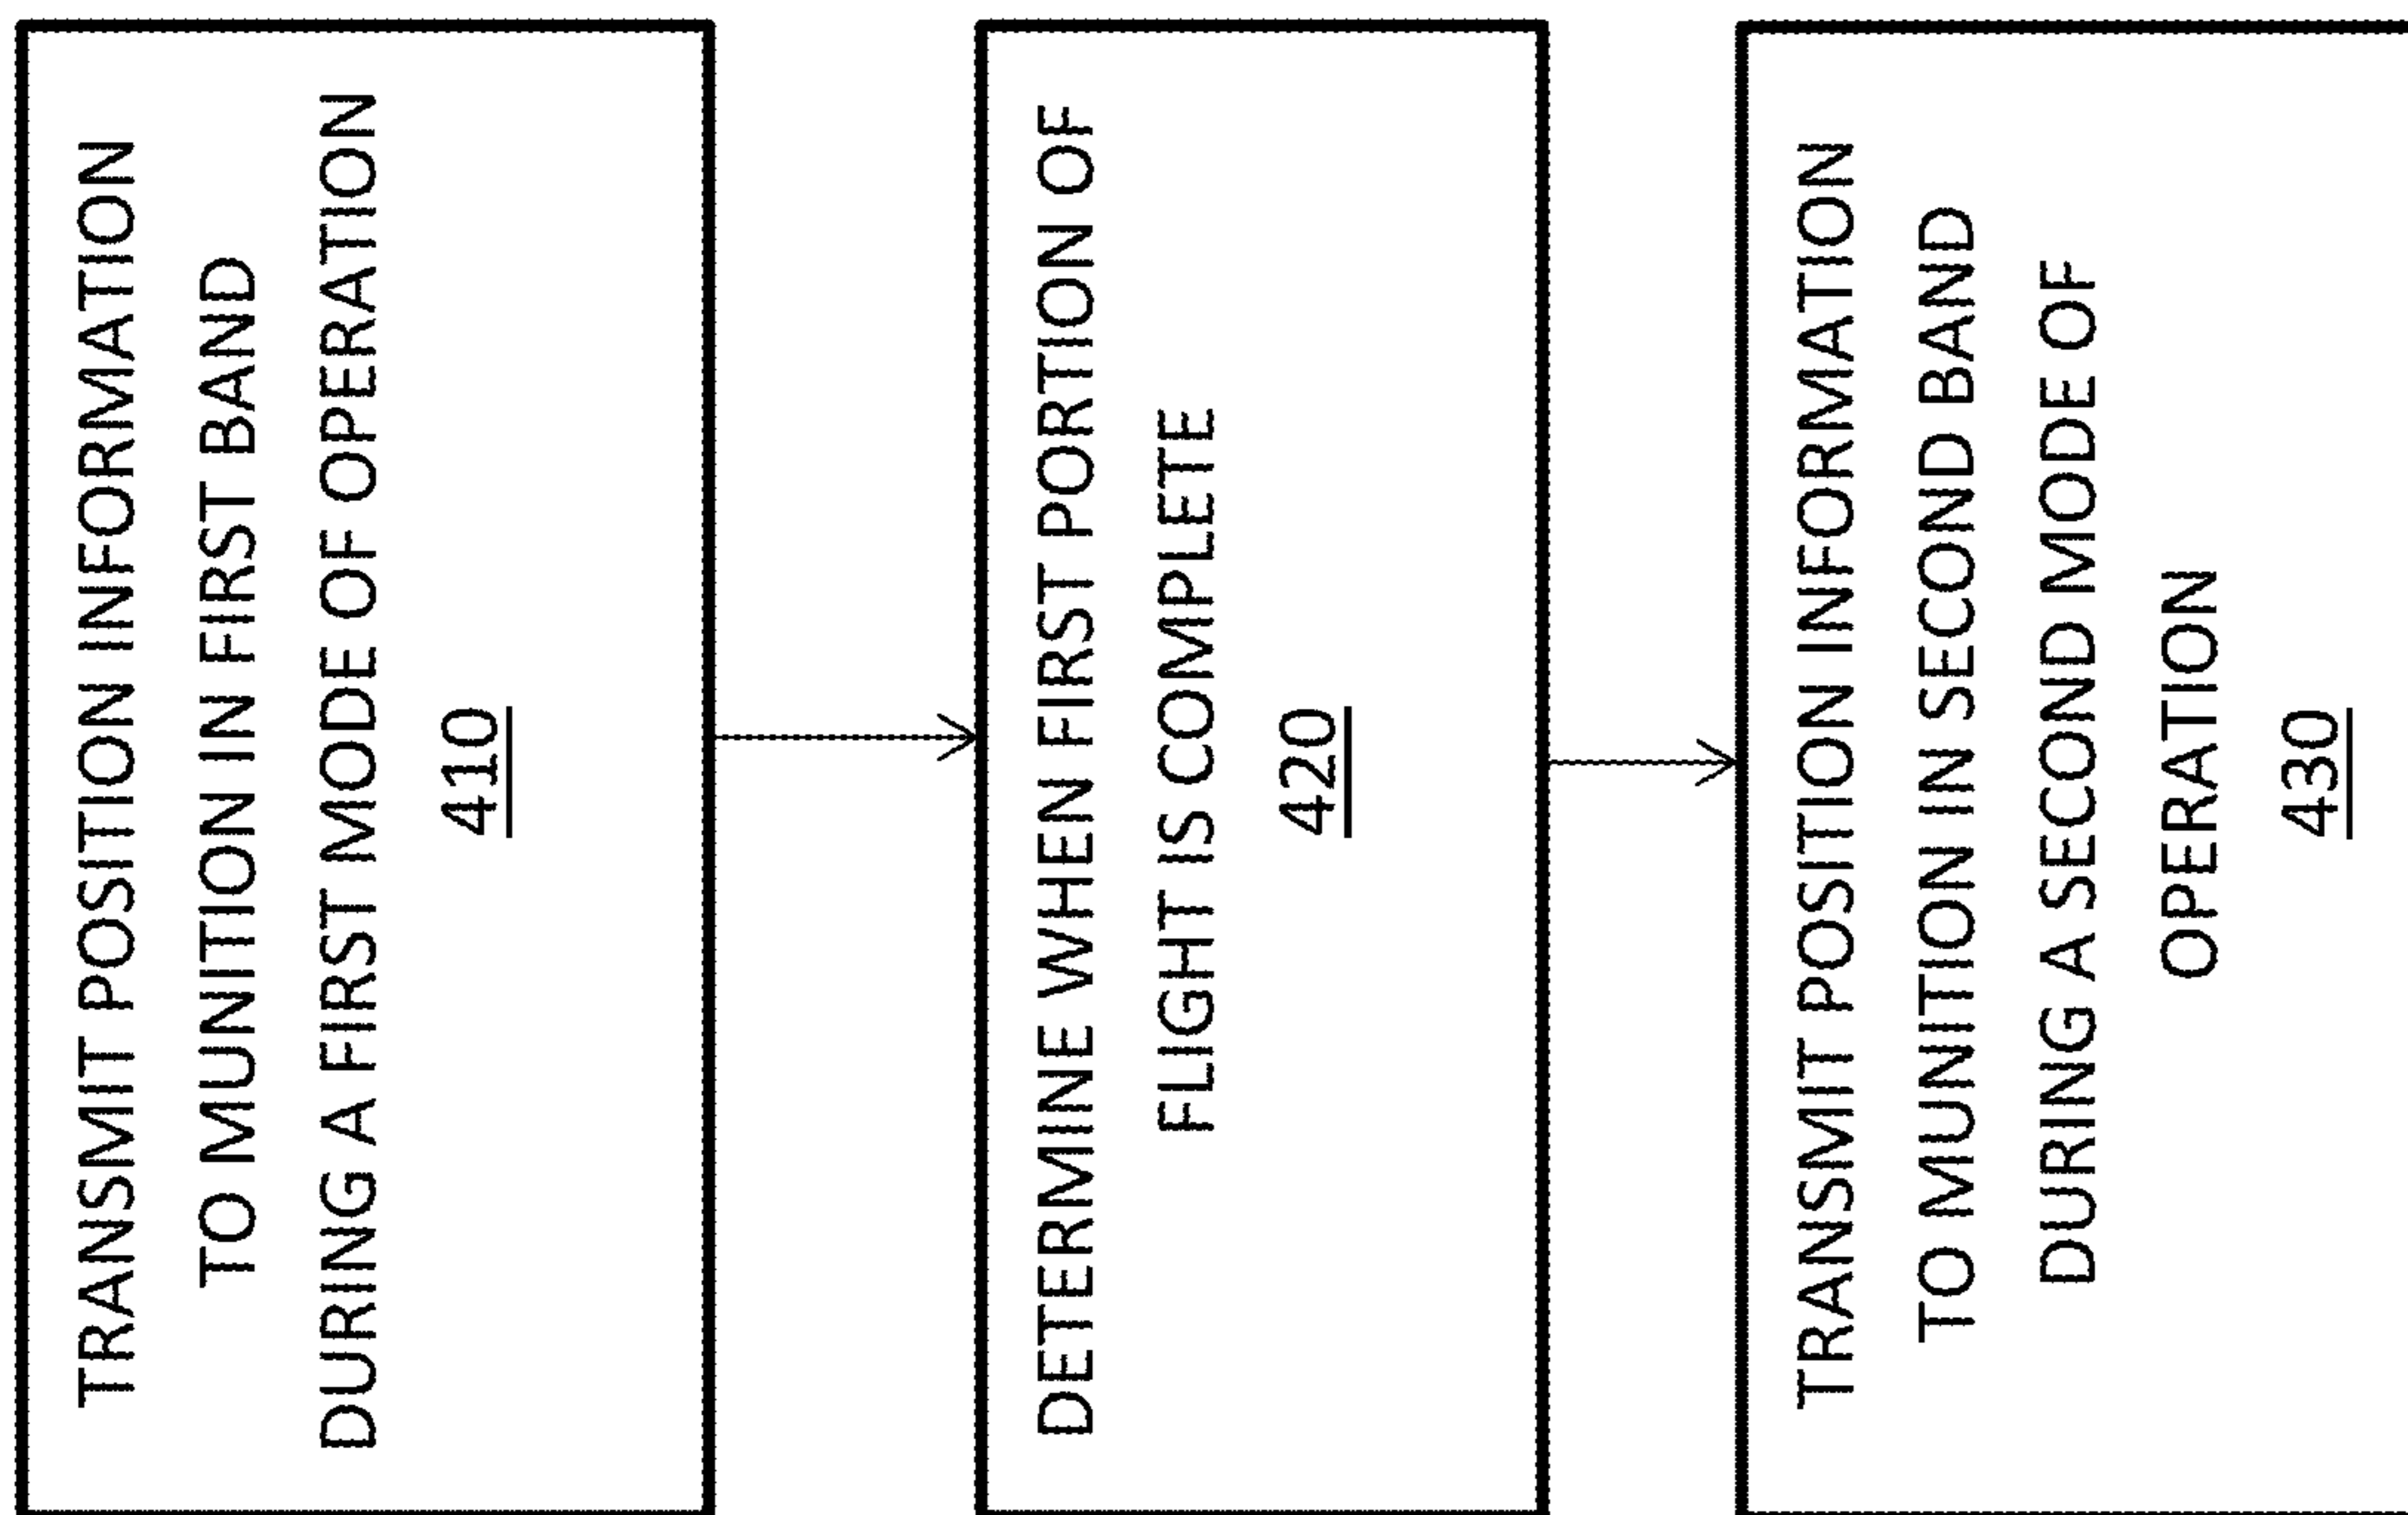 TRANSMIT POSITION INFORMATION
TO MUNITION IN FIRST BAND
DURING A FIRST MODE OF OPERATION
410
DETERMINE WHEN FIRST PORTION OF
FLIGHT IS COMPLETE
420
TRANSMIT POSITION INFORMATION
TO MUNITION IN SECOND BAND
DURING A SECOND MODE OF
OPERATION
430